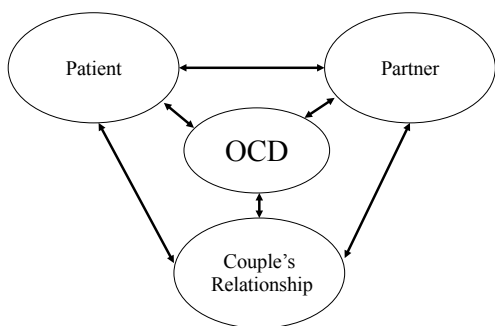 Patient
Partner
OCD
Couple’s
Relationship